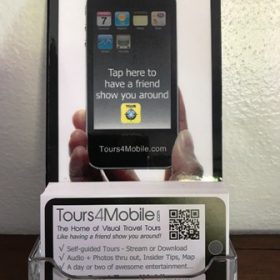 Tap here to
have a friend
show you around
Tours4Mobile.com
Tours4Mobile.com
The Home of Visual Travel Tours
Like having a friend show you around!
✓ Self-guided Tours - Stream or Download
✓ Audio + Photos thru out, Insider Tips, Map
✓ A day or two of awesome entertainment...